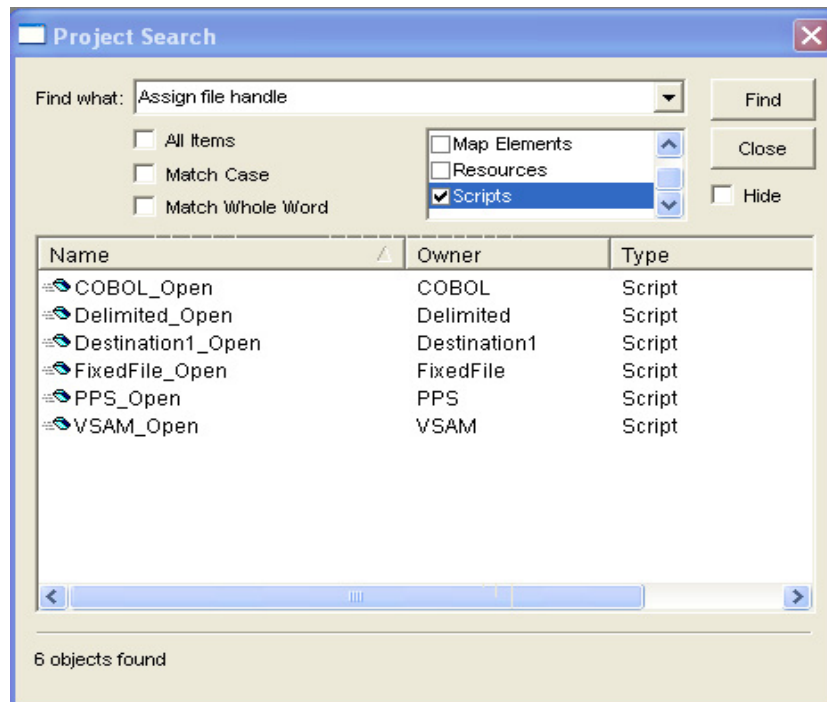 Project Search
Find what: Assign file handle Find
All Items Map Elements Close
Match Case Resources
Match Whole Word Scripts Hide
Name Owner Type
COBOL_Open COBOL Script
Delimited_Open Delimited Script
Destination1_Open Destination1 Script
FixedFile_Open FixedFile Script
PPS_Open PPS Script
VSAM_Open VSAM Script
6 objects found